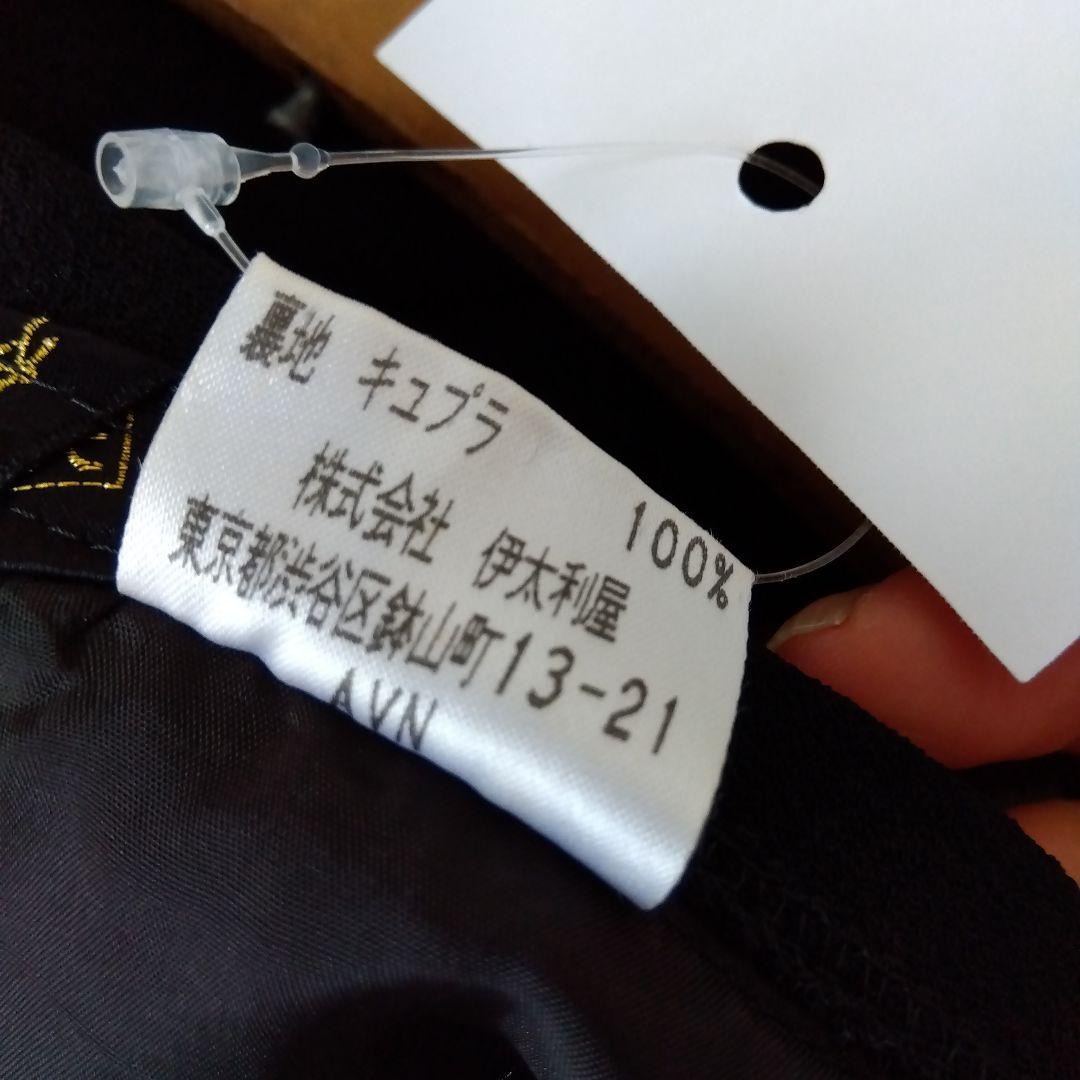 裏地 キュプラ 100%
株式会社 伊太利屋
東京都渋谷区鉢山町13-21
AVN